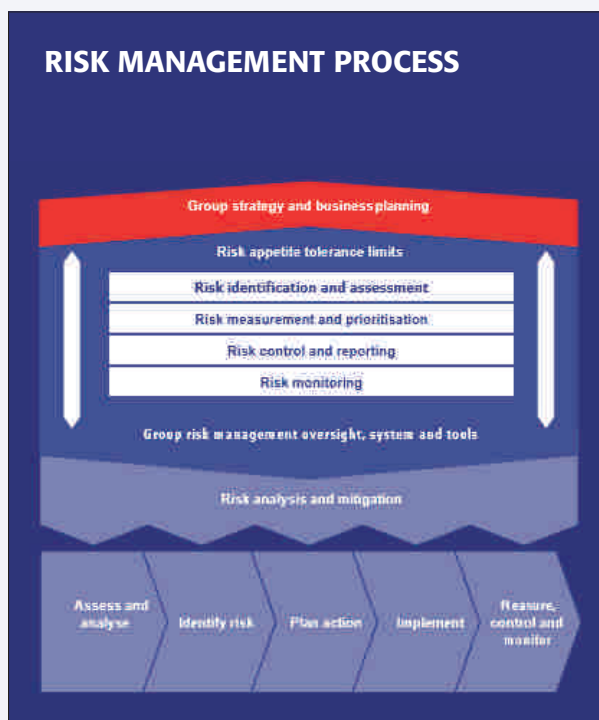 RISK MANAGEMENT PROCESS
Group strategy and business planning
Risk appetite tolerance limits
Risk identification and assessment
Risk measurement and prioritisation
Risk control and reporting
Risk monitoring
Group risk management oversight, system and tools
Risk analysis and mitigation
Assess and
analyse
Identify risk
Plan action
Implement
Reasure,
control and
monitor